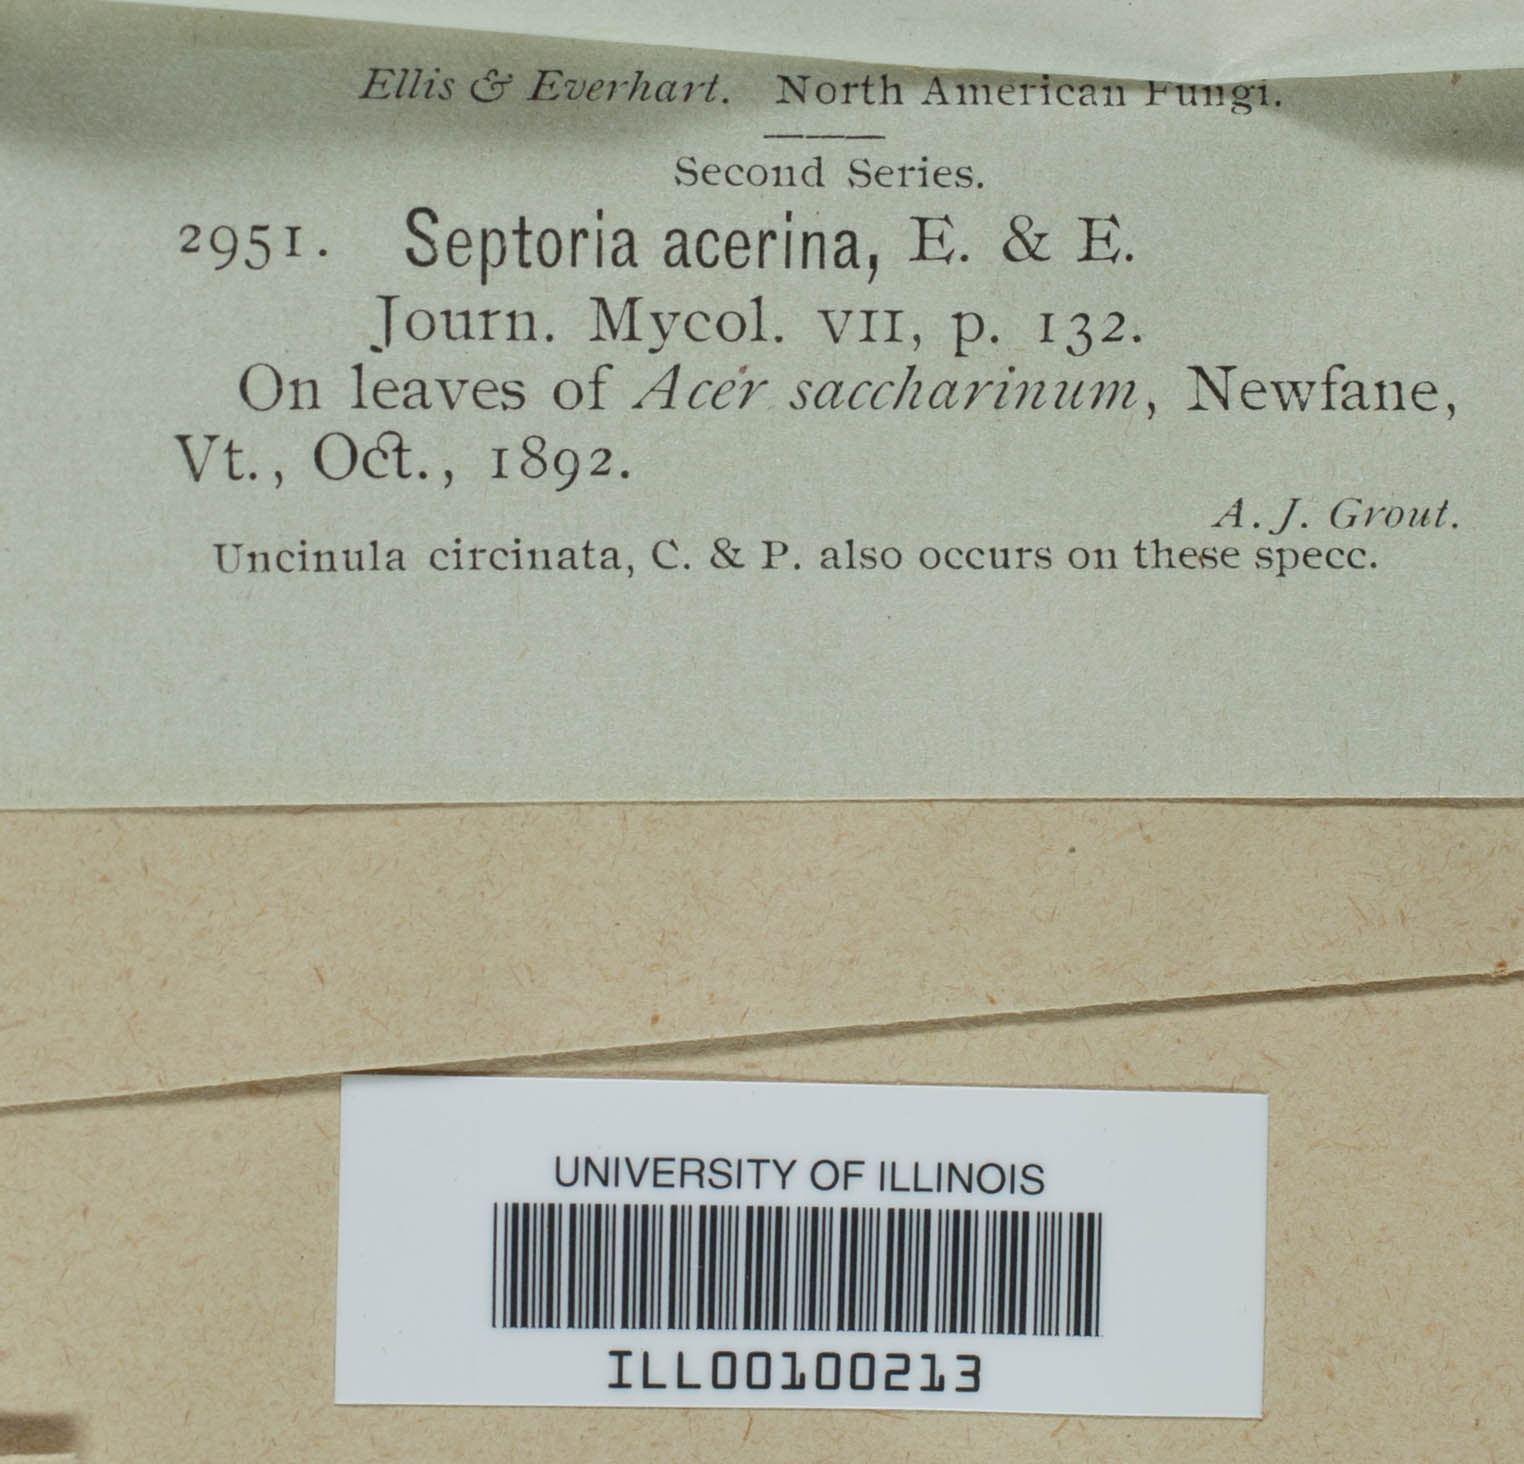 Ellis & Everhart. North American Fungi.
Second Series.
2951. Septoria acerina, E. & E.
Journ. Mycol. VII, p. 132.
On leaves of Acer saccharinum, Newfane,
Vt., Oct., 1892.
A. J. Grout.
Uncinula circinata, C. & P. also occurs on these specc.
UNIVERSITY OF ILLINOIS
ILL00100213